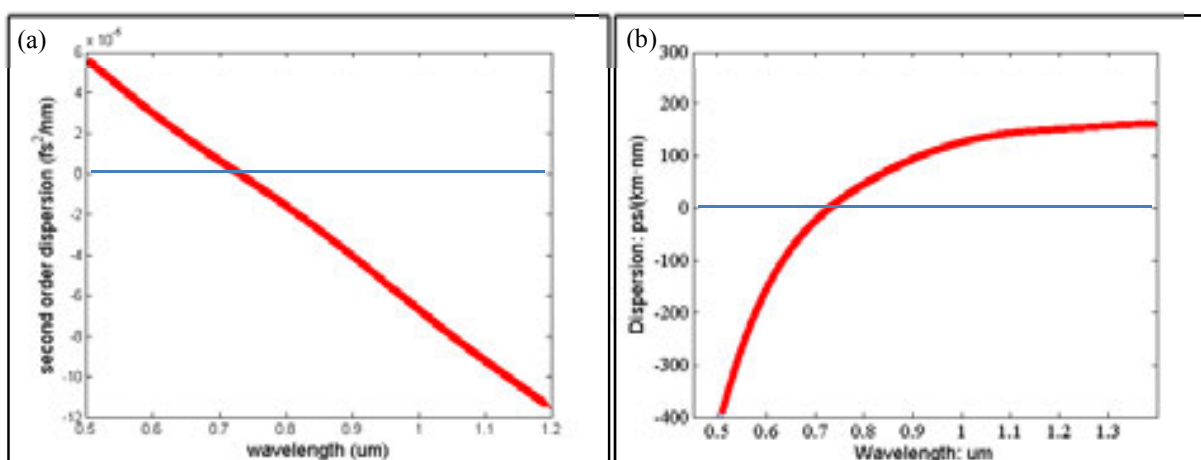 (a)
x 10⁻⁵
6
4
2
0
-2
-4
-6
-8
-10
-12
second order dispersion (fs²/nm)
0.5 0.6 0.7 0.8 0.9 1 1.1 1.2
wavelength (um)
(b)
300
200
100
0
-100
-200
-300
-400
Dispersion: ps/(km·nm)
0.5 0.6 0.7 0.8 0.9 1 1.1 1.2 1.3
Wavelength: um